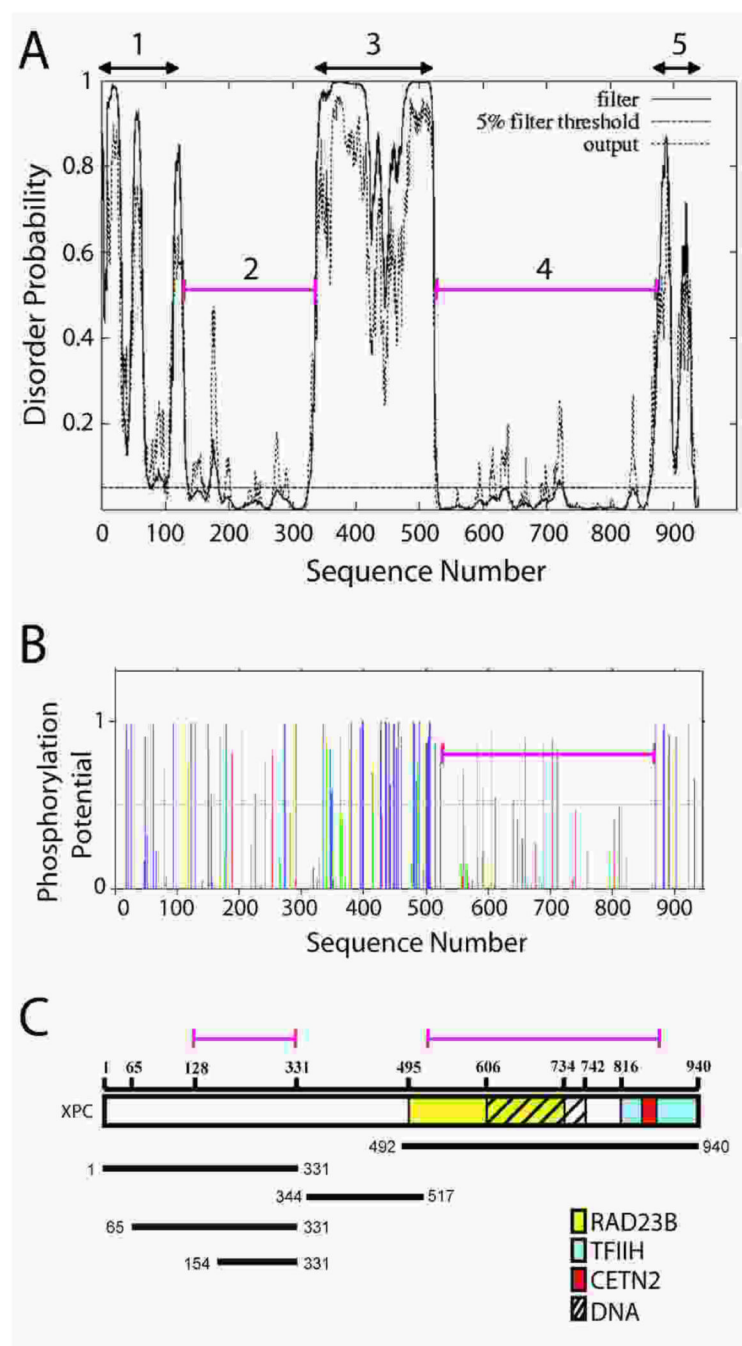 A
1 3 5
1
filter
5% filter threshold
output
0.8
0.6
2 4
0.4
0.2
Disorder Probability
0 100 200 300 400 500 600 700 800 900
Sequence Number
B
1
0
Phosphorylation
Potential
0 100 200 300 400 500 600 700 800 900
Sequence Number
C
1 65 128 331 495 606 734 742 816 940
XPC
492 940
1 331
344 517
65 331
154 331
RAD23B
TFIIH
CETN2
DNA